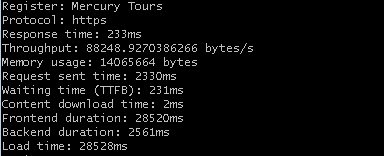 Register: Mercury Tours
Protocol: https
Response time: 233ms
Throughput: 88248.9270386266 bytes/s
Memory usage: 14065664 bytes
Request sent time: 2330ms
Waiting time (TTFB): 231ms
Content download time: 2ms
Frontend duration: 28520ms
Backend duration: 2561ms
Load time: 28528ms